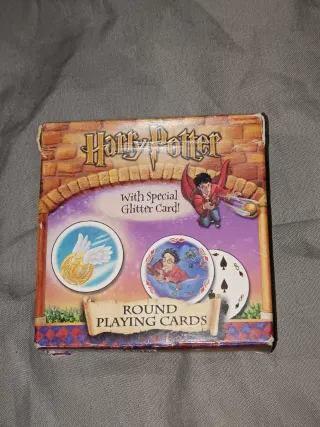 Harry Potter
With Special
Glitter Card!
ROUND
PLAYING CARDS